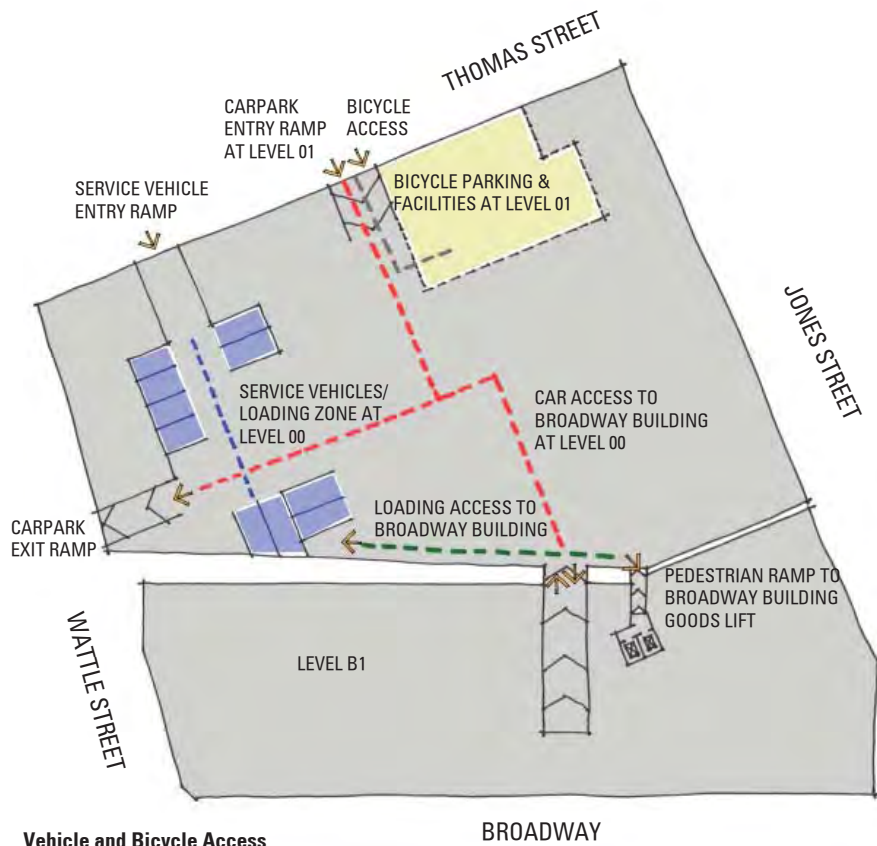 THOMAS STREET
CARPARK
ENTRY RAMP
AT LEVEL 01
BICYCLE
ACCESS
SERVICE VEHICLE
ENTRY RAMP
BICYCLE PARKING &
FACILITIES AT LEVEL 01
JONES STREET
SERVICE VEHICLES/
LOADING ZONE AT
LEVEL 00
CAR ACCESS TO
BROADWAY BUILDING
AT LEVEL 00
CARPARK
EXIT RAMP
LOADING ACCESS TO
BROADWAY BUILDING
PEDESTRIAN RAMP TO
BROADWAY BUILDING
GOODS LIFT
WATTLE STREET
LEVEL B1
Vehicle and Bicycle Access
BROADWAY